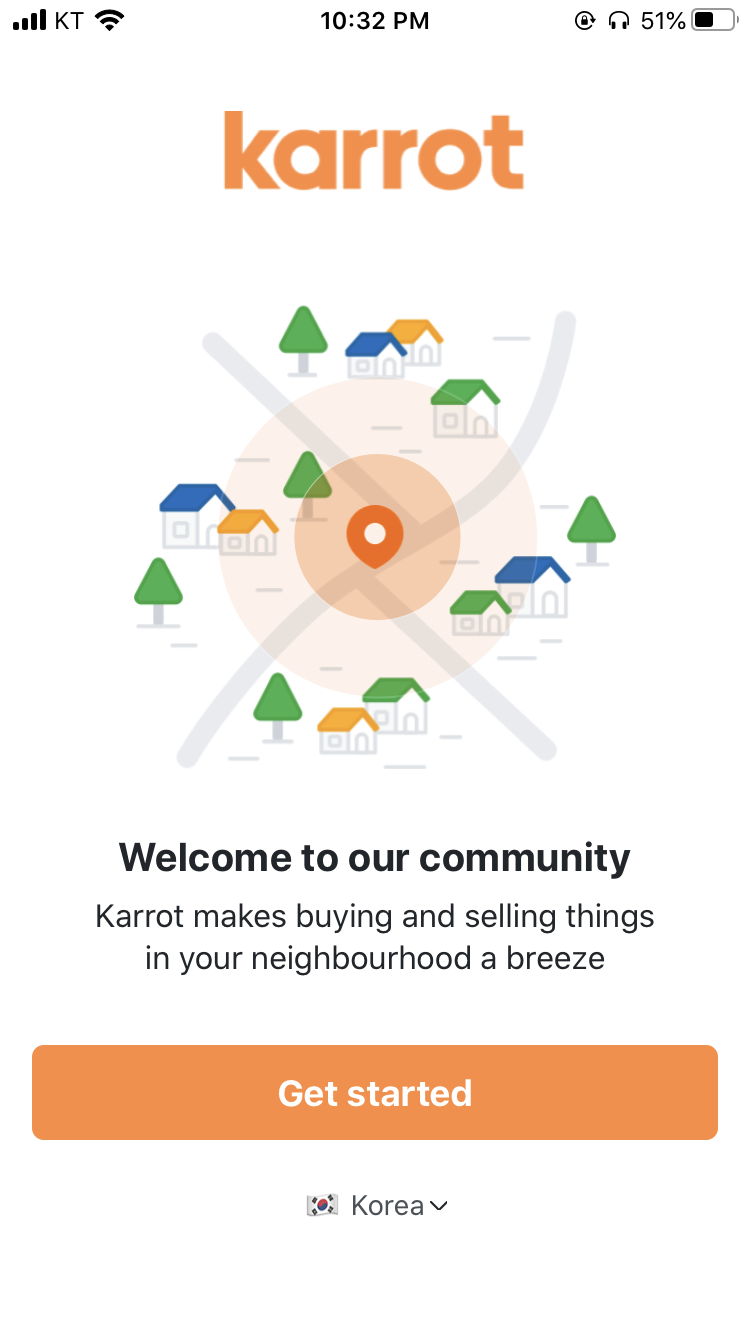 KT 10:32 PM 51%
karrot
Welcome to our community
Karrot makes buying and selling things
in your neighbourhood a breeze
Get started
Korea